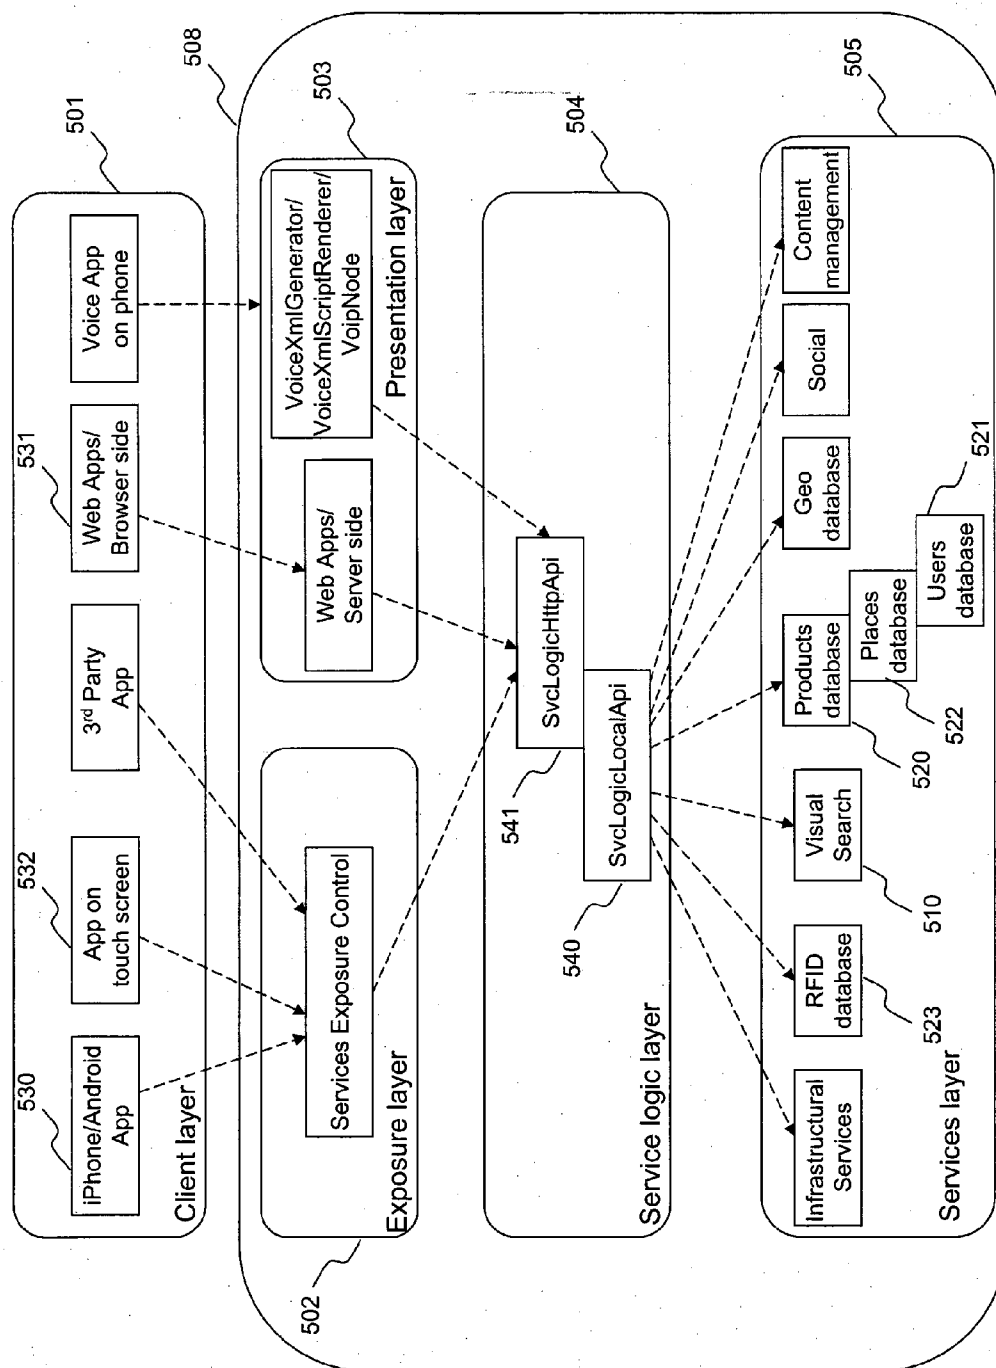 501
530
iPhone/Android
App
532
App on
touch screen
3rd Party
App
531
Web Apps/
Browser side
Voice App
on phone
Client layer
508
502
Services Exposure Control
Exposure layer
503
Web Apps/
Server side
VoiceXmlGenerator/
VoiceXmlScriptRenderer/
VoipNode
Presentation layer
504
541
SvcLogicHttpApi
540
SvcLogicLocalApi
Service logic layer
505
Infrastructural
Services
RFID
database
523
Visual
Search
510
Products
database
520
Places
database
522
Users
database
521
Geo
database
Social
Content
management
Services layer